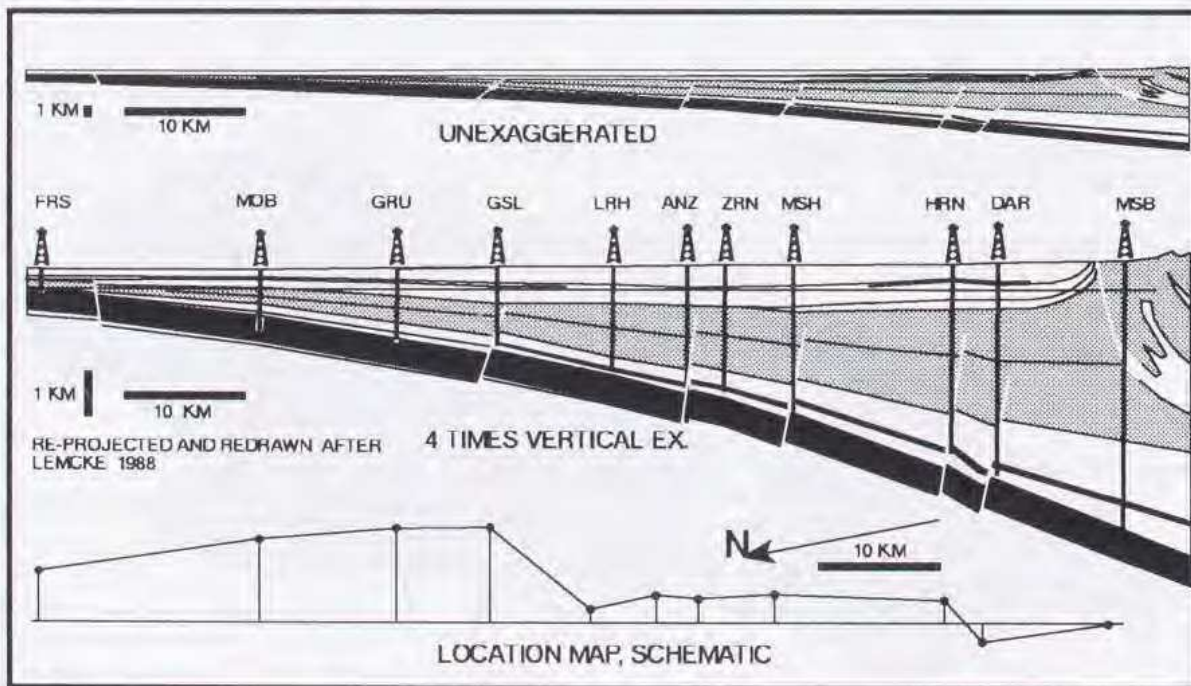 1 KM
10 KM
UNEXAGGERATED
FRS MOB GRU GSL LRH ANZ ZRN MSH HRN DAR MSB
1 KM
10 KM
RE-PROJECTED AND REDRAWN AFTER
LEMCKE 1988
4 TIMES VERTICAL EX.
N
10 KM
LOCATION MAP, SCHEMATIC